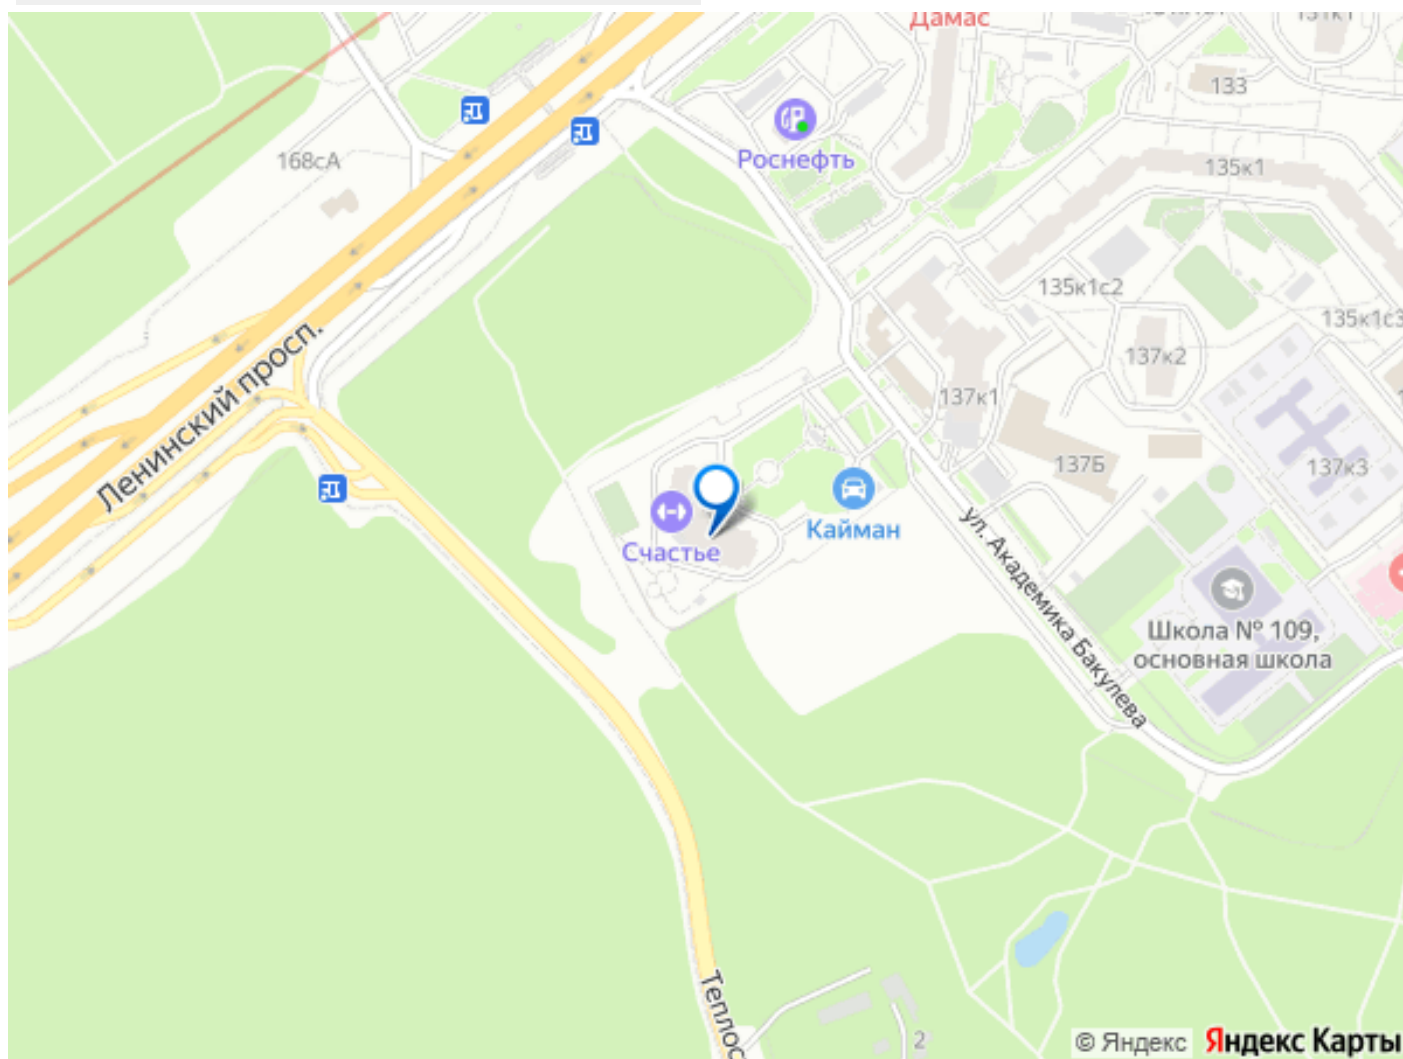 Дамас
133
168сА
Роснефть
135к1
135к1с2
135к1с3
Ленинский просп.
137к2
137к1
137Б
137к3
Счастье
Кайман
ул. Академика Бакулева
Школа № 109,
основная школа
Теплос
2
© Яндекс Яндекс Карты